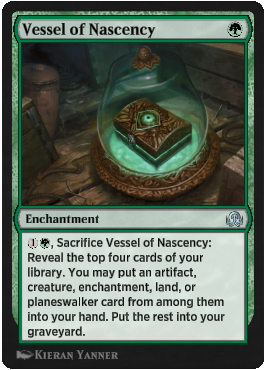 Vessel of Nascency
Enchantment
1, Sacrifice Vessel of Nascency:
Reveal the top four cards of your
library. You may put an artifact,
creature, enchantment, land, or
planeswalker card from among them
into your hand. Put the rest into your
graveyard.
Kieran Yanner